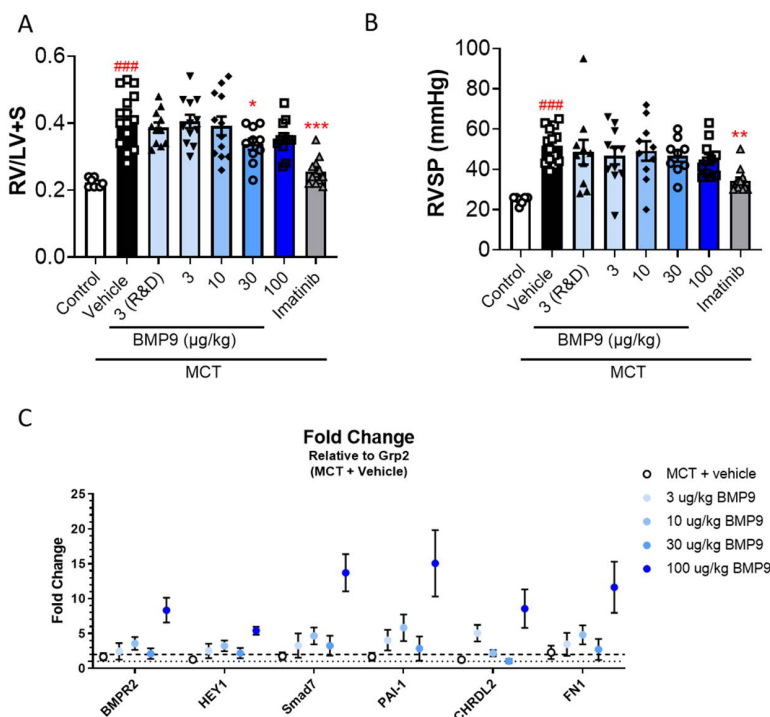 A
RV/LV+S
0.6
0.4
0.2
0.0
###
*
***
Control
Vehicle
3 (R&D)
3
10
30
100
Imatinib
BMP9 (µg/kg)
MCT
B
RVSP (mmHg)
100
80
60
40
20
0
###
**
Control
Vehicle
3 (R&D)
3
10
30
100
Imatinib
BMP9 (µg/kg)
MCT
C
Fold Change
Relative to Grp2
(MCT + Vehicle)
Fold Change
25
20
15
10
5
0
BMPR2
HEY1
Smad7
PAI-1
CHRDL2
FN1
MCT + vehicle
3 ug/kg BMP9
10 ug/kg BMP9
30 ug/kg BMP9
100 ug/kg BMP9